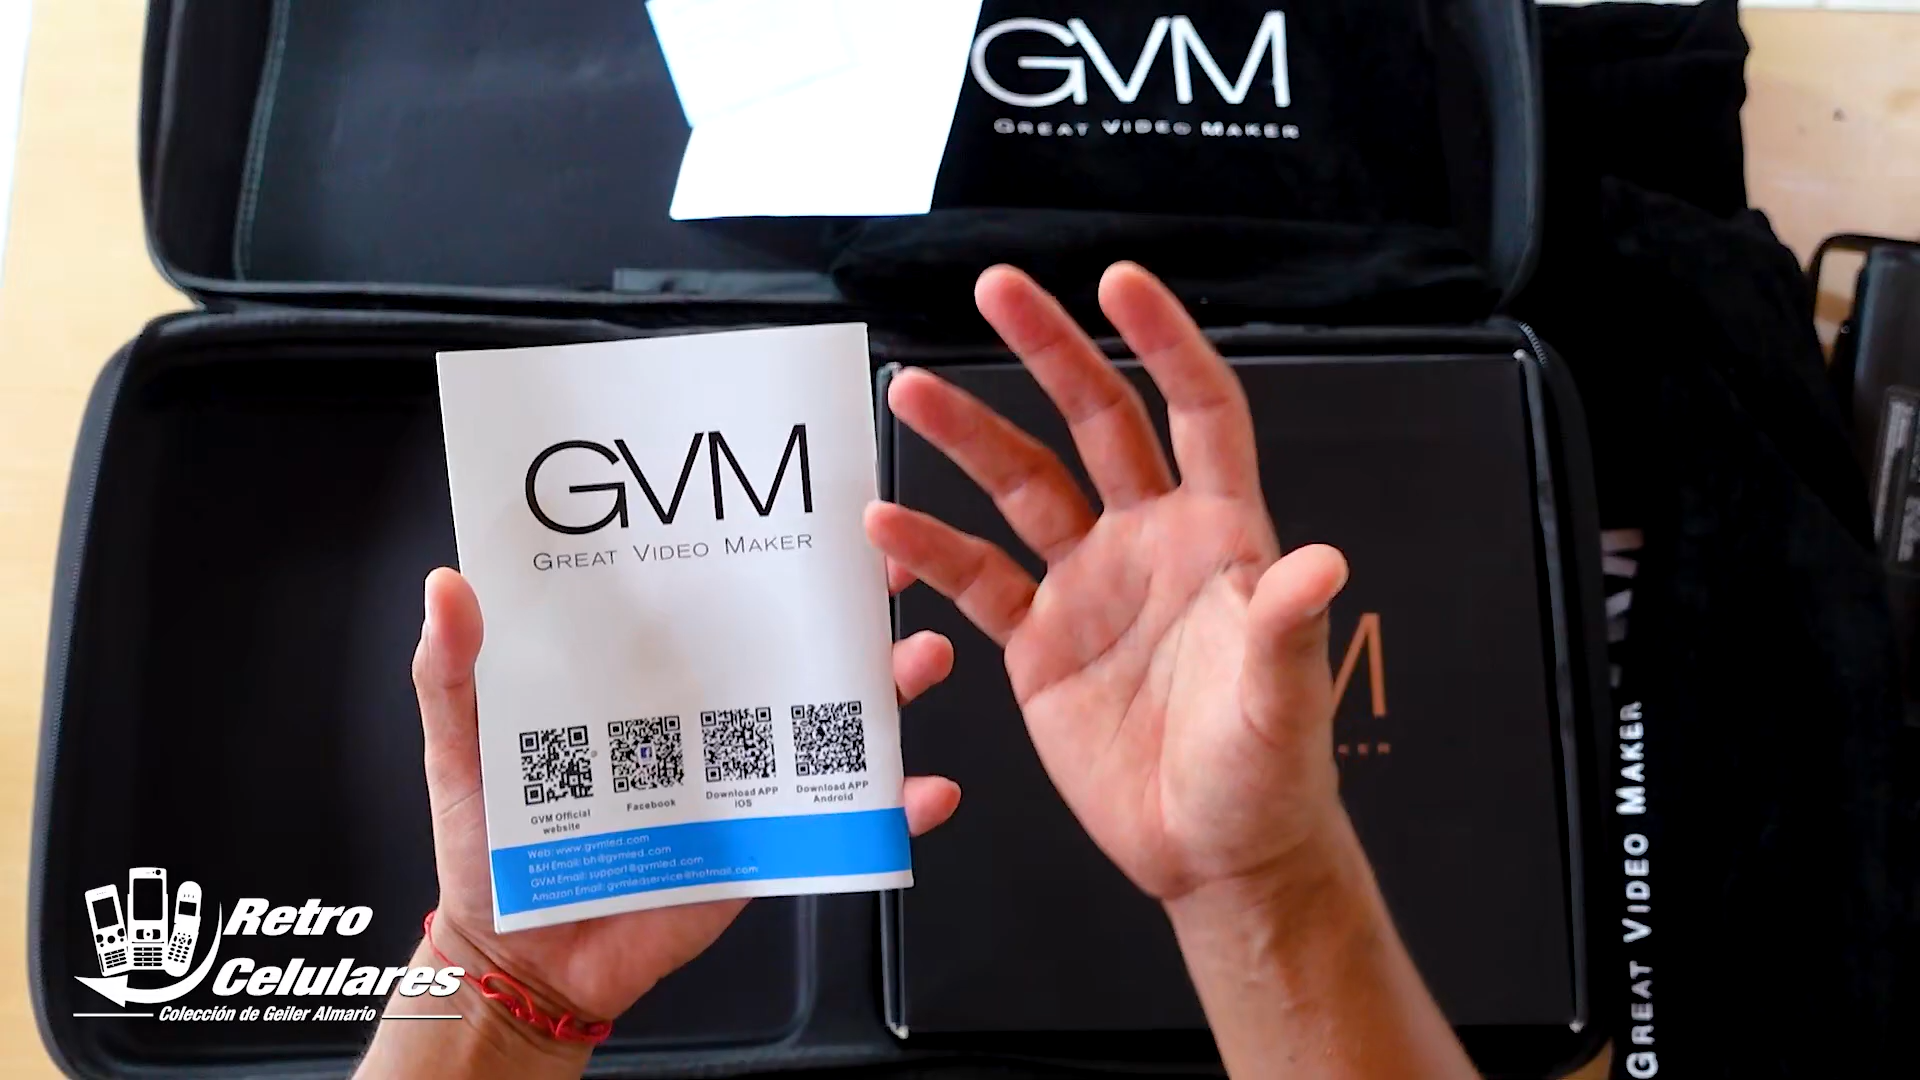 GVM
GREAT VIDEO MAKER
GVM
GREAT VIDEO MAKER
GVM Official
website
Facebook
Download APP
iOS
Download APP
Android
Web: www.gvmled.com
B&H Email: bh@gvmled.com
GVM Email: support@gvmled.com
Amazon Email: gvmledservice@hotmail.com
M
KER
GREAT VIDEO MAKER
Retro
Celulares
Colección de Geiler Almario